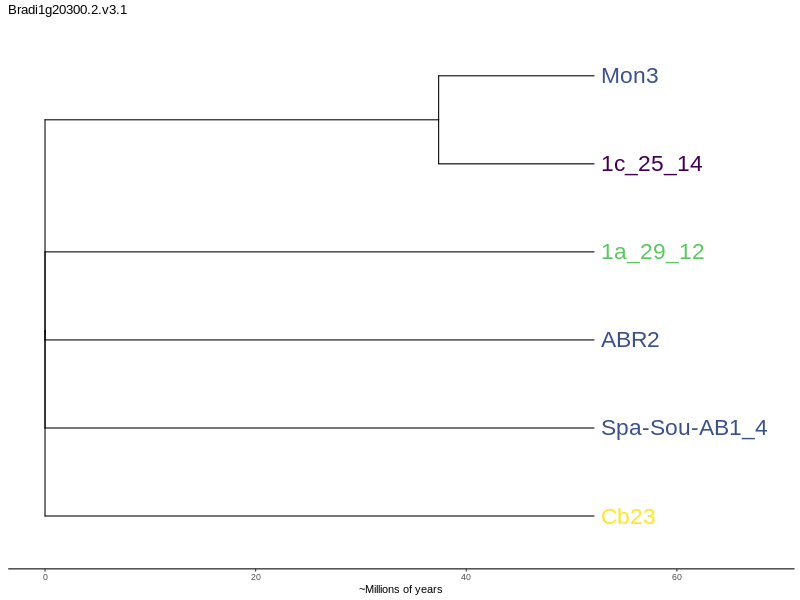 Bradi1g20300.2.v3.1
Mon3
1c_25_14
1a_29_12
ABR2
Spa-Sou-AB1_4
Cb23
0 20 40 60
~Millions of years